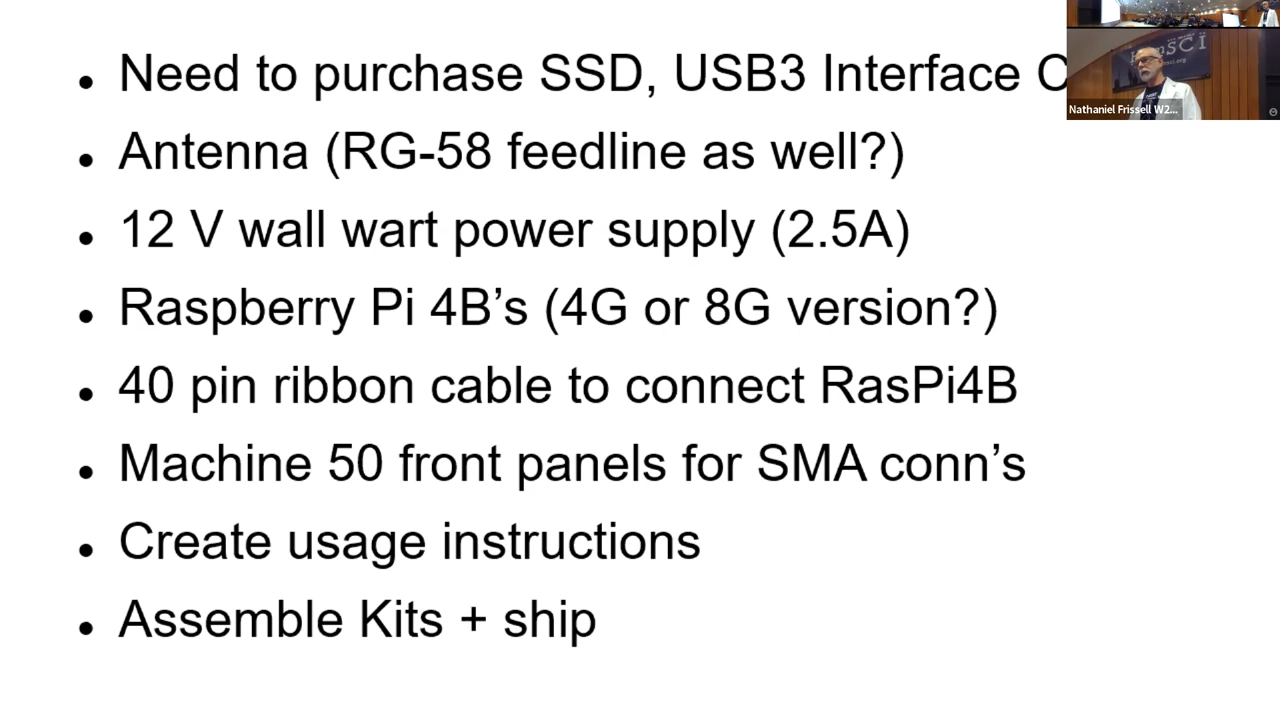 Need to purchase SSD, USB3 Interface
Antenna (RG-58 feedline as well?)
12 V wall wart power supply (2.5A)
Raspberry Pi 4B’s (4G or 8G version?)
40 pin ribbon cable to connect RasPi4B
Machine 50 front panels for SMA conn’s
Create usage instructions
Assemble Kits + ship
Nathaniel Frissell W2...